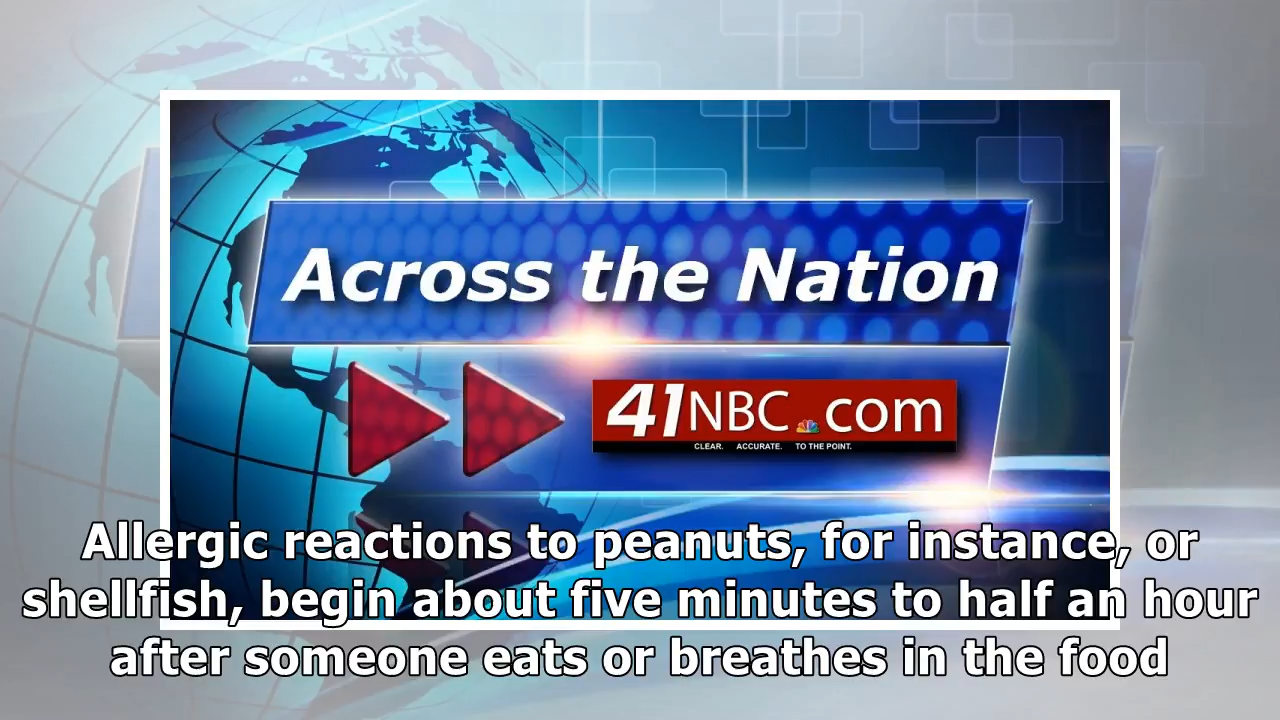 Across the Nation
41NBC.com
CLEAR. ACCURATE. TO THE POINT.
Allergic reactions to peanuts, for instance, or
shellfish, begin about five minutes to half an hour
after someone eats or breathes in the food